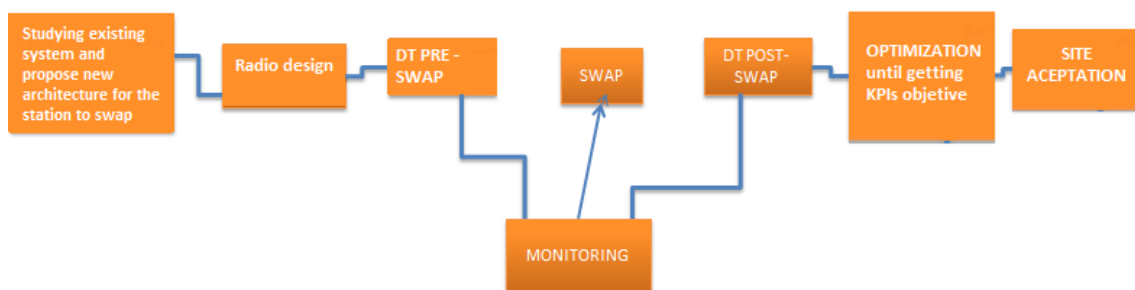 Studying existing
system and
propose new
architecture for the
station to swap
Radio design
DT PRE -
SWAP
SWAP
DT POST-
SWAP
OPTIMIZATION
until getting
KPIs objetive
SITE
ACEPTATION
MONITORING